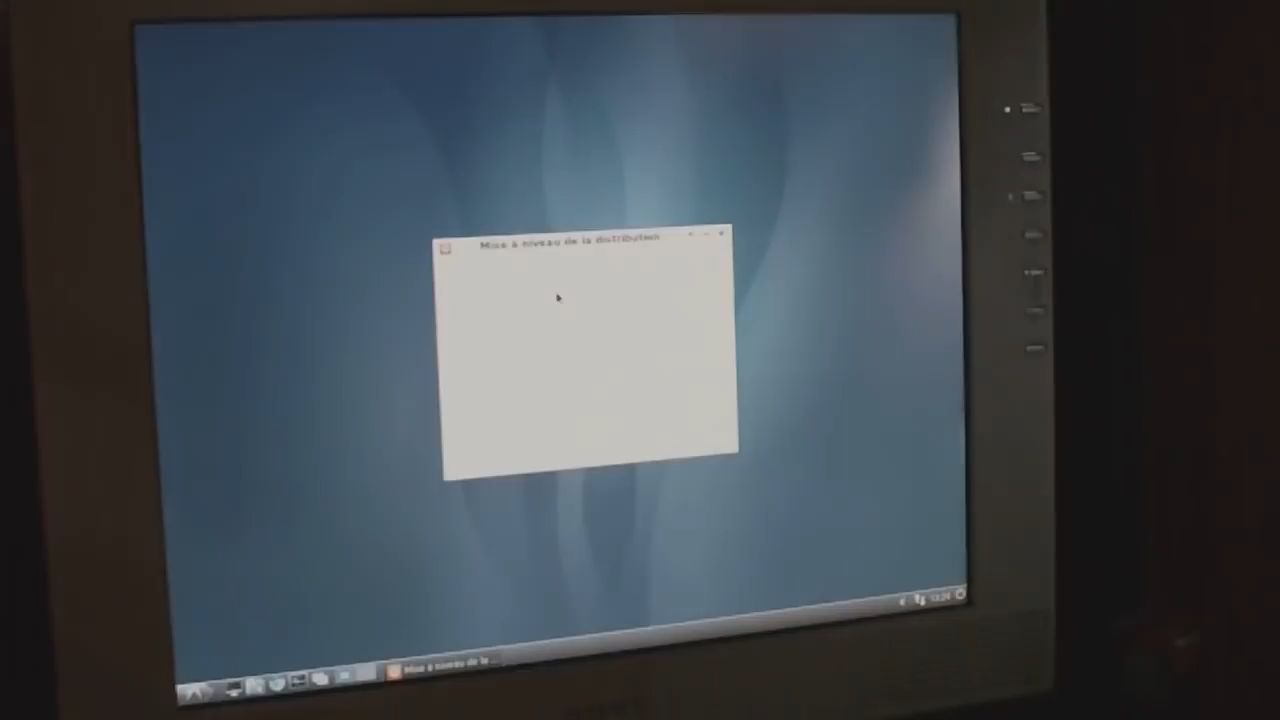 Mise à niveau de la distribution
Mise à niveau de la ...